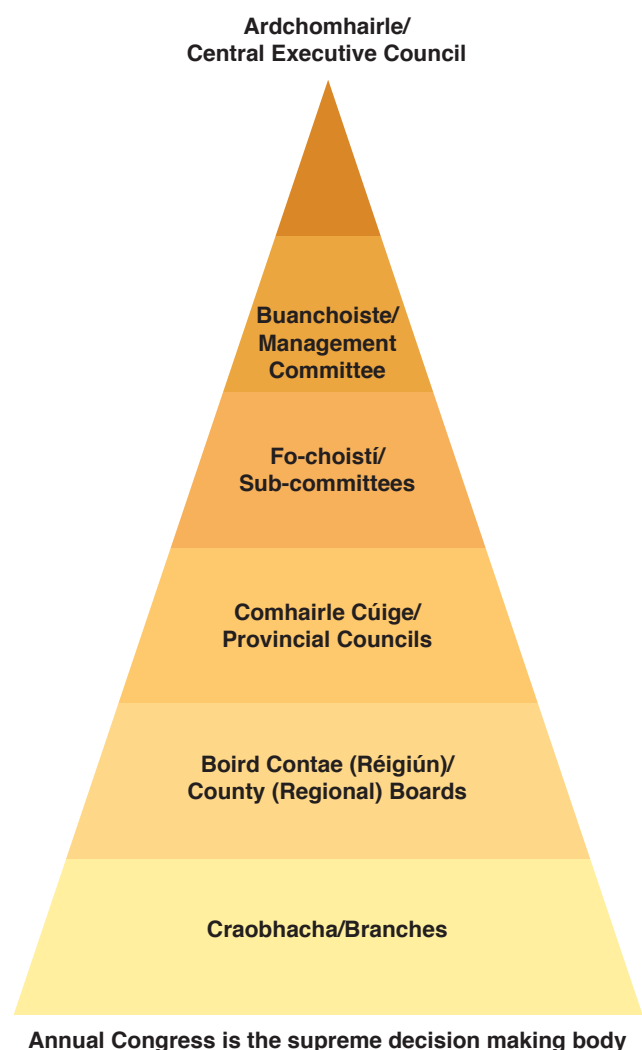 Ardchomhairle/
Central Executive Council
Buanchoiste/
Management
Committee
Fo-choistí/
Sub-committees
Comhairle Cúige/
Provincial Councils
Boird Contae (Réigiún)/
County (Regional) Boards
Craobhacha/Branches
Annual Congress is the supreme decision making body